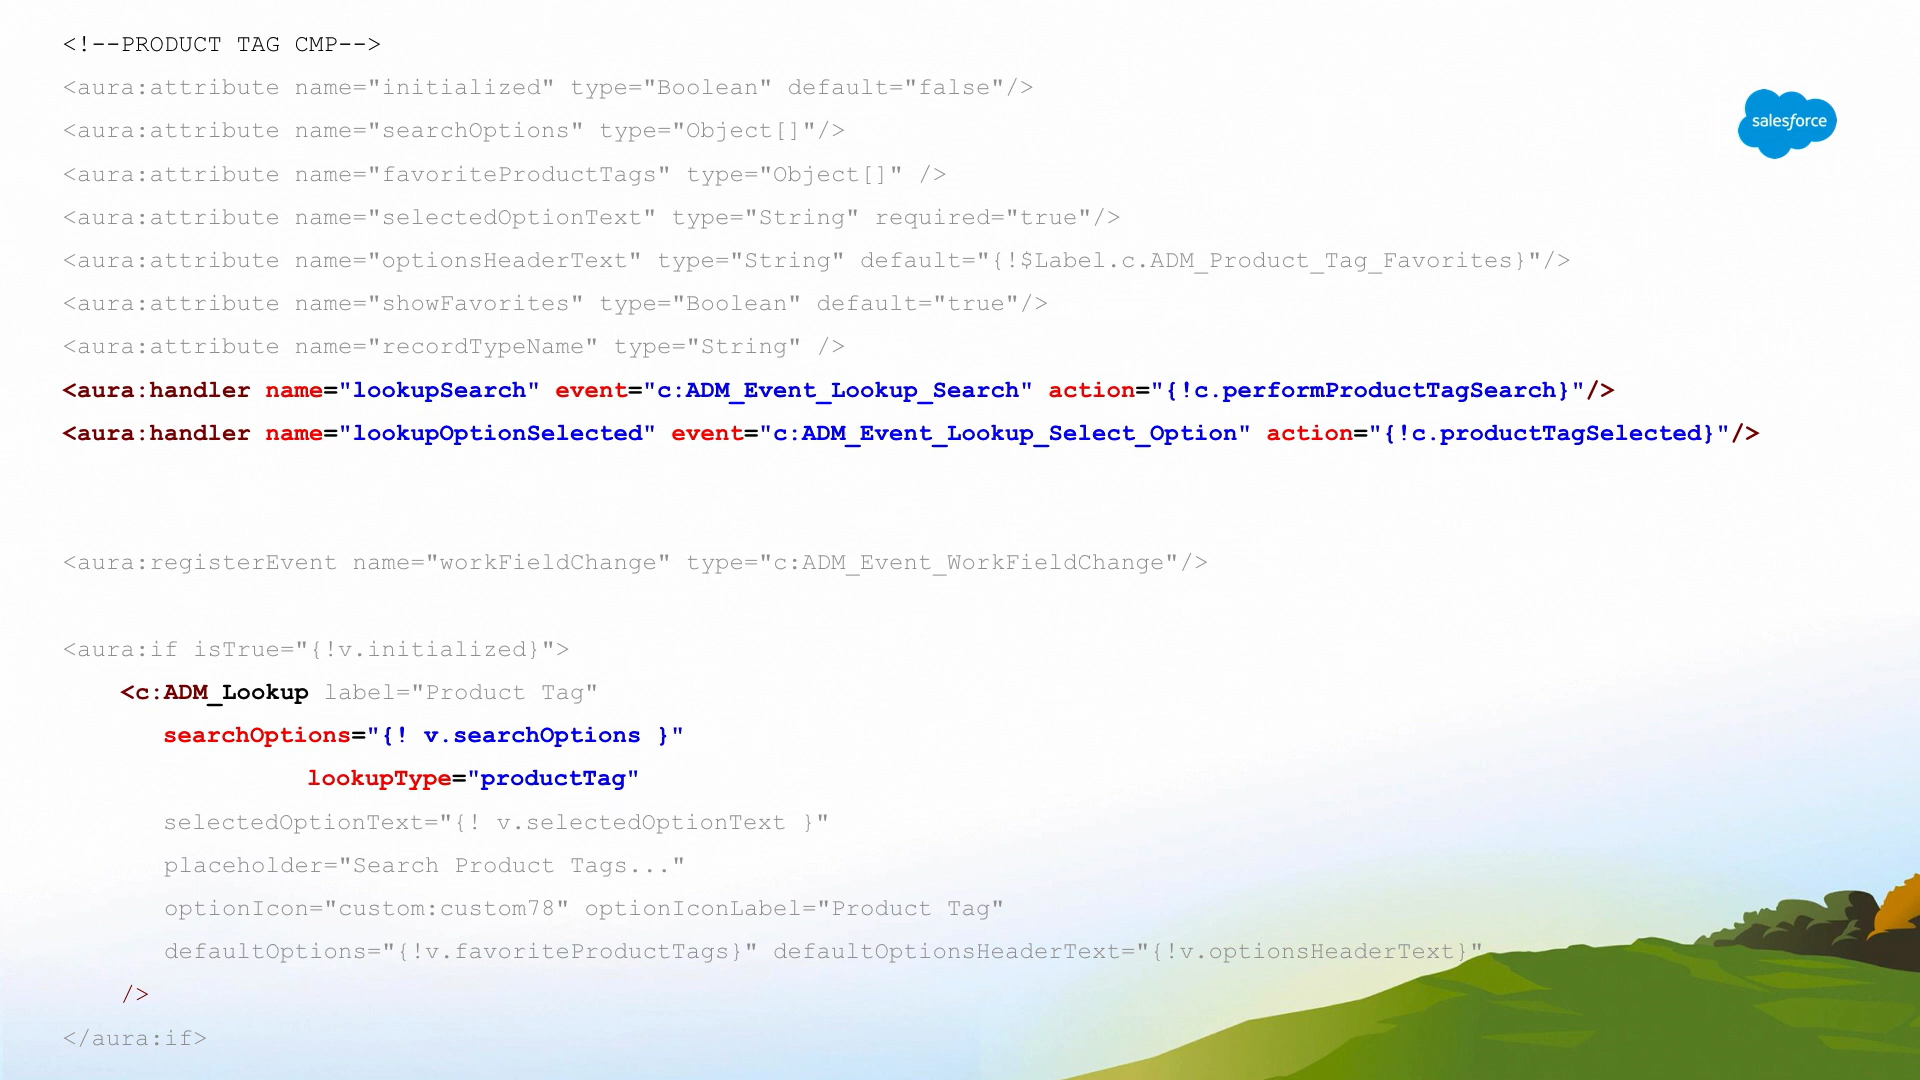 <!--PRODUCT TAG CMP-->
<aura:attribute name="initialized" type="Boolean" default="false"/>
<aura:attribute name="searchOptions" type="Object[]"/>
salesforce
<aura:attribute name="favoriteProductTags" type="Object[]" />
<aura:attribute name="selectedOptionText" type="String" required="true"/>
<aura:attribute name="optionsHeaderText" type="String" default="{!$Label.c.ADM_Product_Tag_Favorites}"/>
<aura:attribute name="showFavorites" type="Boolean" default="true"/>
<aura:attribute name="recordTypeName" type="String" />
<aura:handler name="lookupSearch" event="c:ADM_Event_Lookup_Search" action="{!c.performProductTagSearch}"/>
<aura:handler name="lookupOptionSelected" event="c:ADM_Event_Lookup_Select_Option" action="{!c.productTagSelected}"/>
<aura:registerEvent name="workFieldChange" type="c:ADM_Event_WorkFieldChange"/>
<aura:if isTrue="{!v.initialized}">
<c:ADM_Lookup label="Product Tag"
searchOptions="{! v.searchOptions }"
lookupType="productTag"
selectedOptionText="{! v.selectedOptionText }"
placeholder="Search Product Tags..."
optionIcon="custom:custom78" optionIconLabel="Product Tag"
defaultOptions="{!v.favoriteProductTags}" defaultOptionsHeaderText="{!v.optionsHeaderText}"
/>
</aura:if>